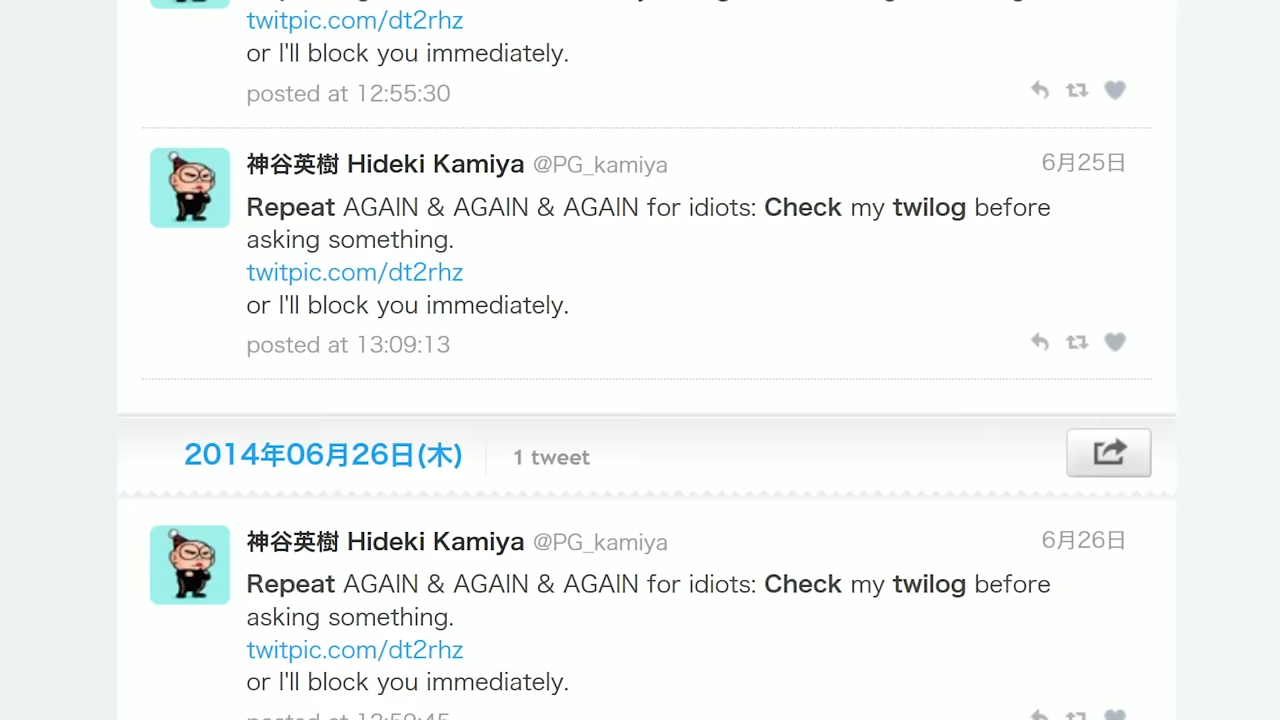 twitpic.com/dt2rhz
or I'll block you immediately.
posted at 12:55:30
神谷英樹 Hideki Kamiya @PG_kamiya 6月25日
Repeat AGAIN & AGAIN & AGAIN for idiots: Check my twilog before
asking something.
twitpic.com/dt2rhz
or I'll block you immediately.
posted at 13:09:13
2014年06月26日(木) 1 tweet
神谷英樹 Hideki Kamiya @PG_kamiya 6月26日
Repeat AGAIN & AGAIN & AGAIN for idiots: Check my twilog before
asking something.
twitpic.com/dt2rhz
or I'll block you immediately.
posted at